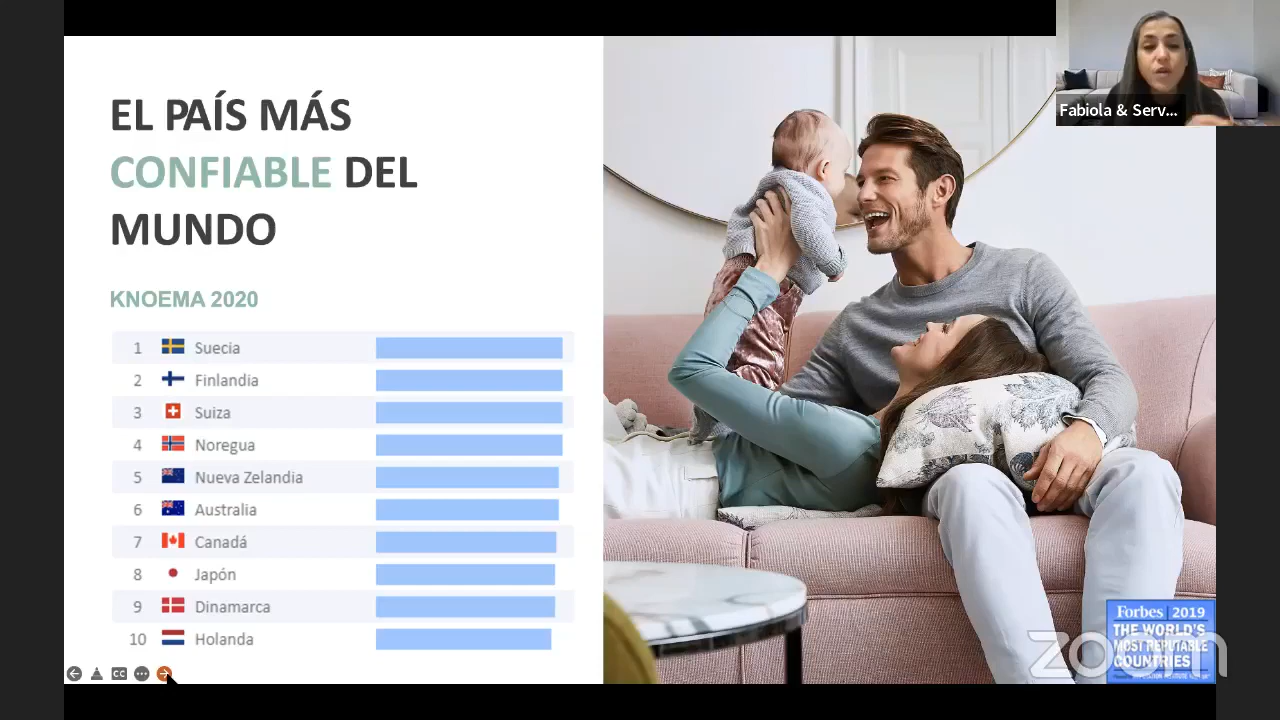 EL PAÍS MÁS
CONFIABLE DEL
MUNDO
KNOEMA 2020
1 Suecia
2 Finlandia
3 Suiza
4 Noregua
5 Nueva Zelandia
6 Australia
7 Canadá
8 Japón
9 Dinamarca
10 Holanda
CC
Fabiola & Serv...
Forbes | 2019
THE WORLD'S
MOST REPUTABLE
COUNTRIES
zoom